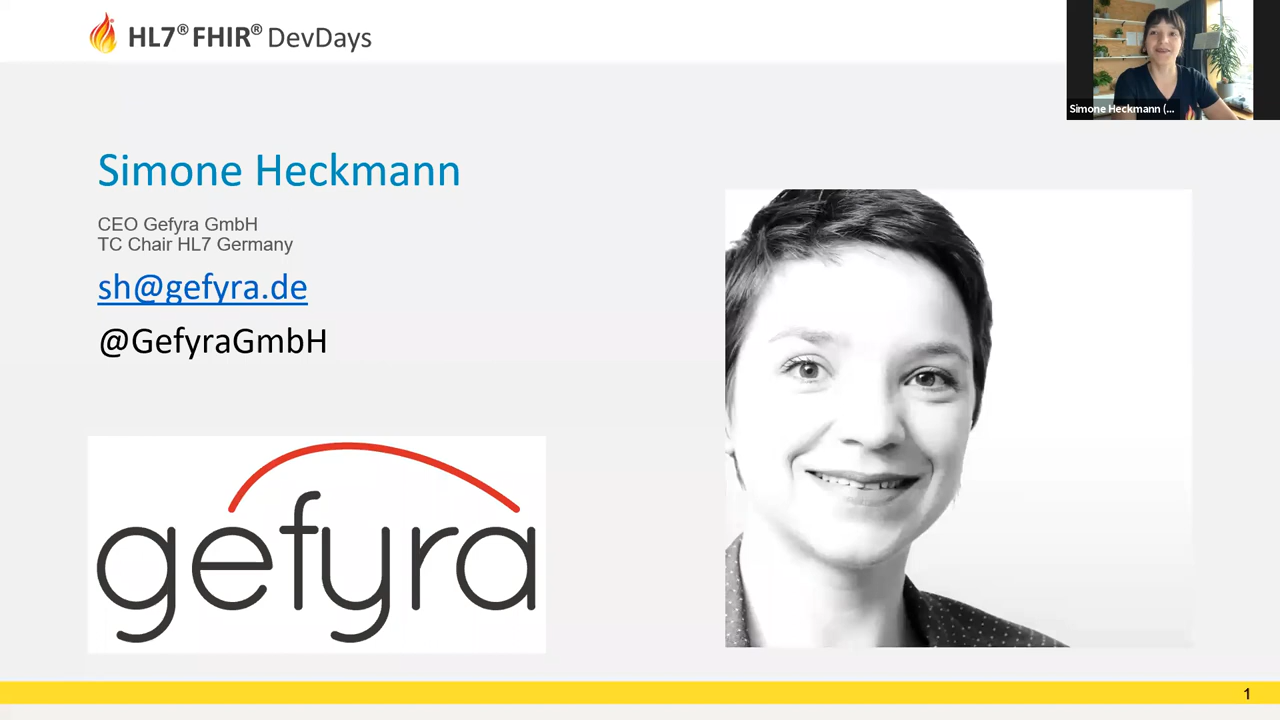 HL7® FHIR® DevDays
Simone Heckmann (...
Simone Heckmann
CEO Gefyra GmbH
TC Chair HL7 Germany
sh@gefyra.de
@GefyraGmbH
gefyra
1